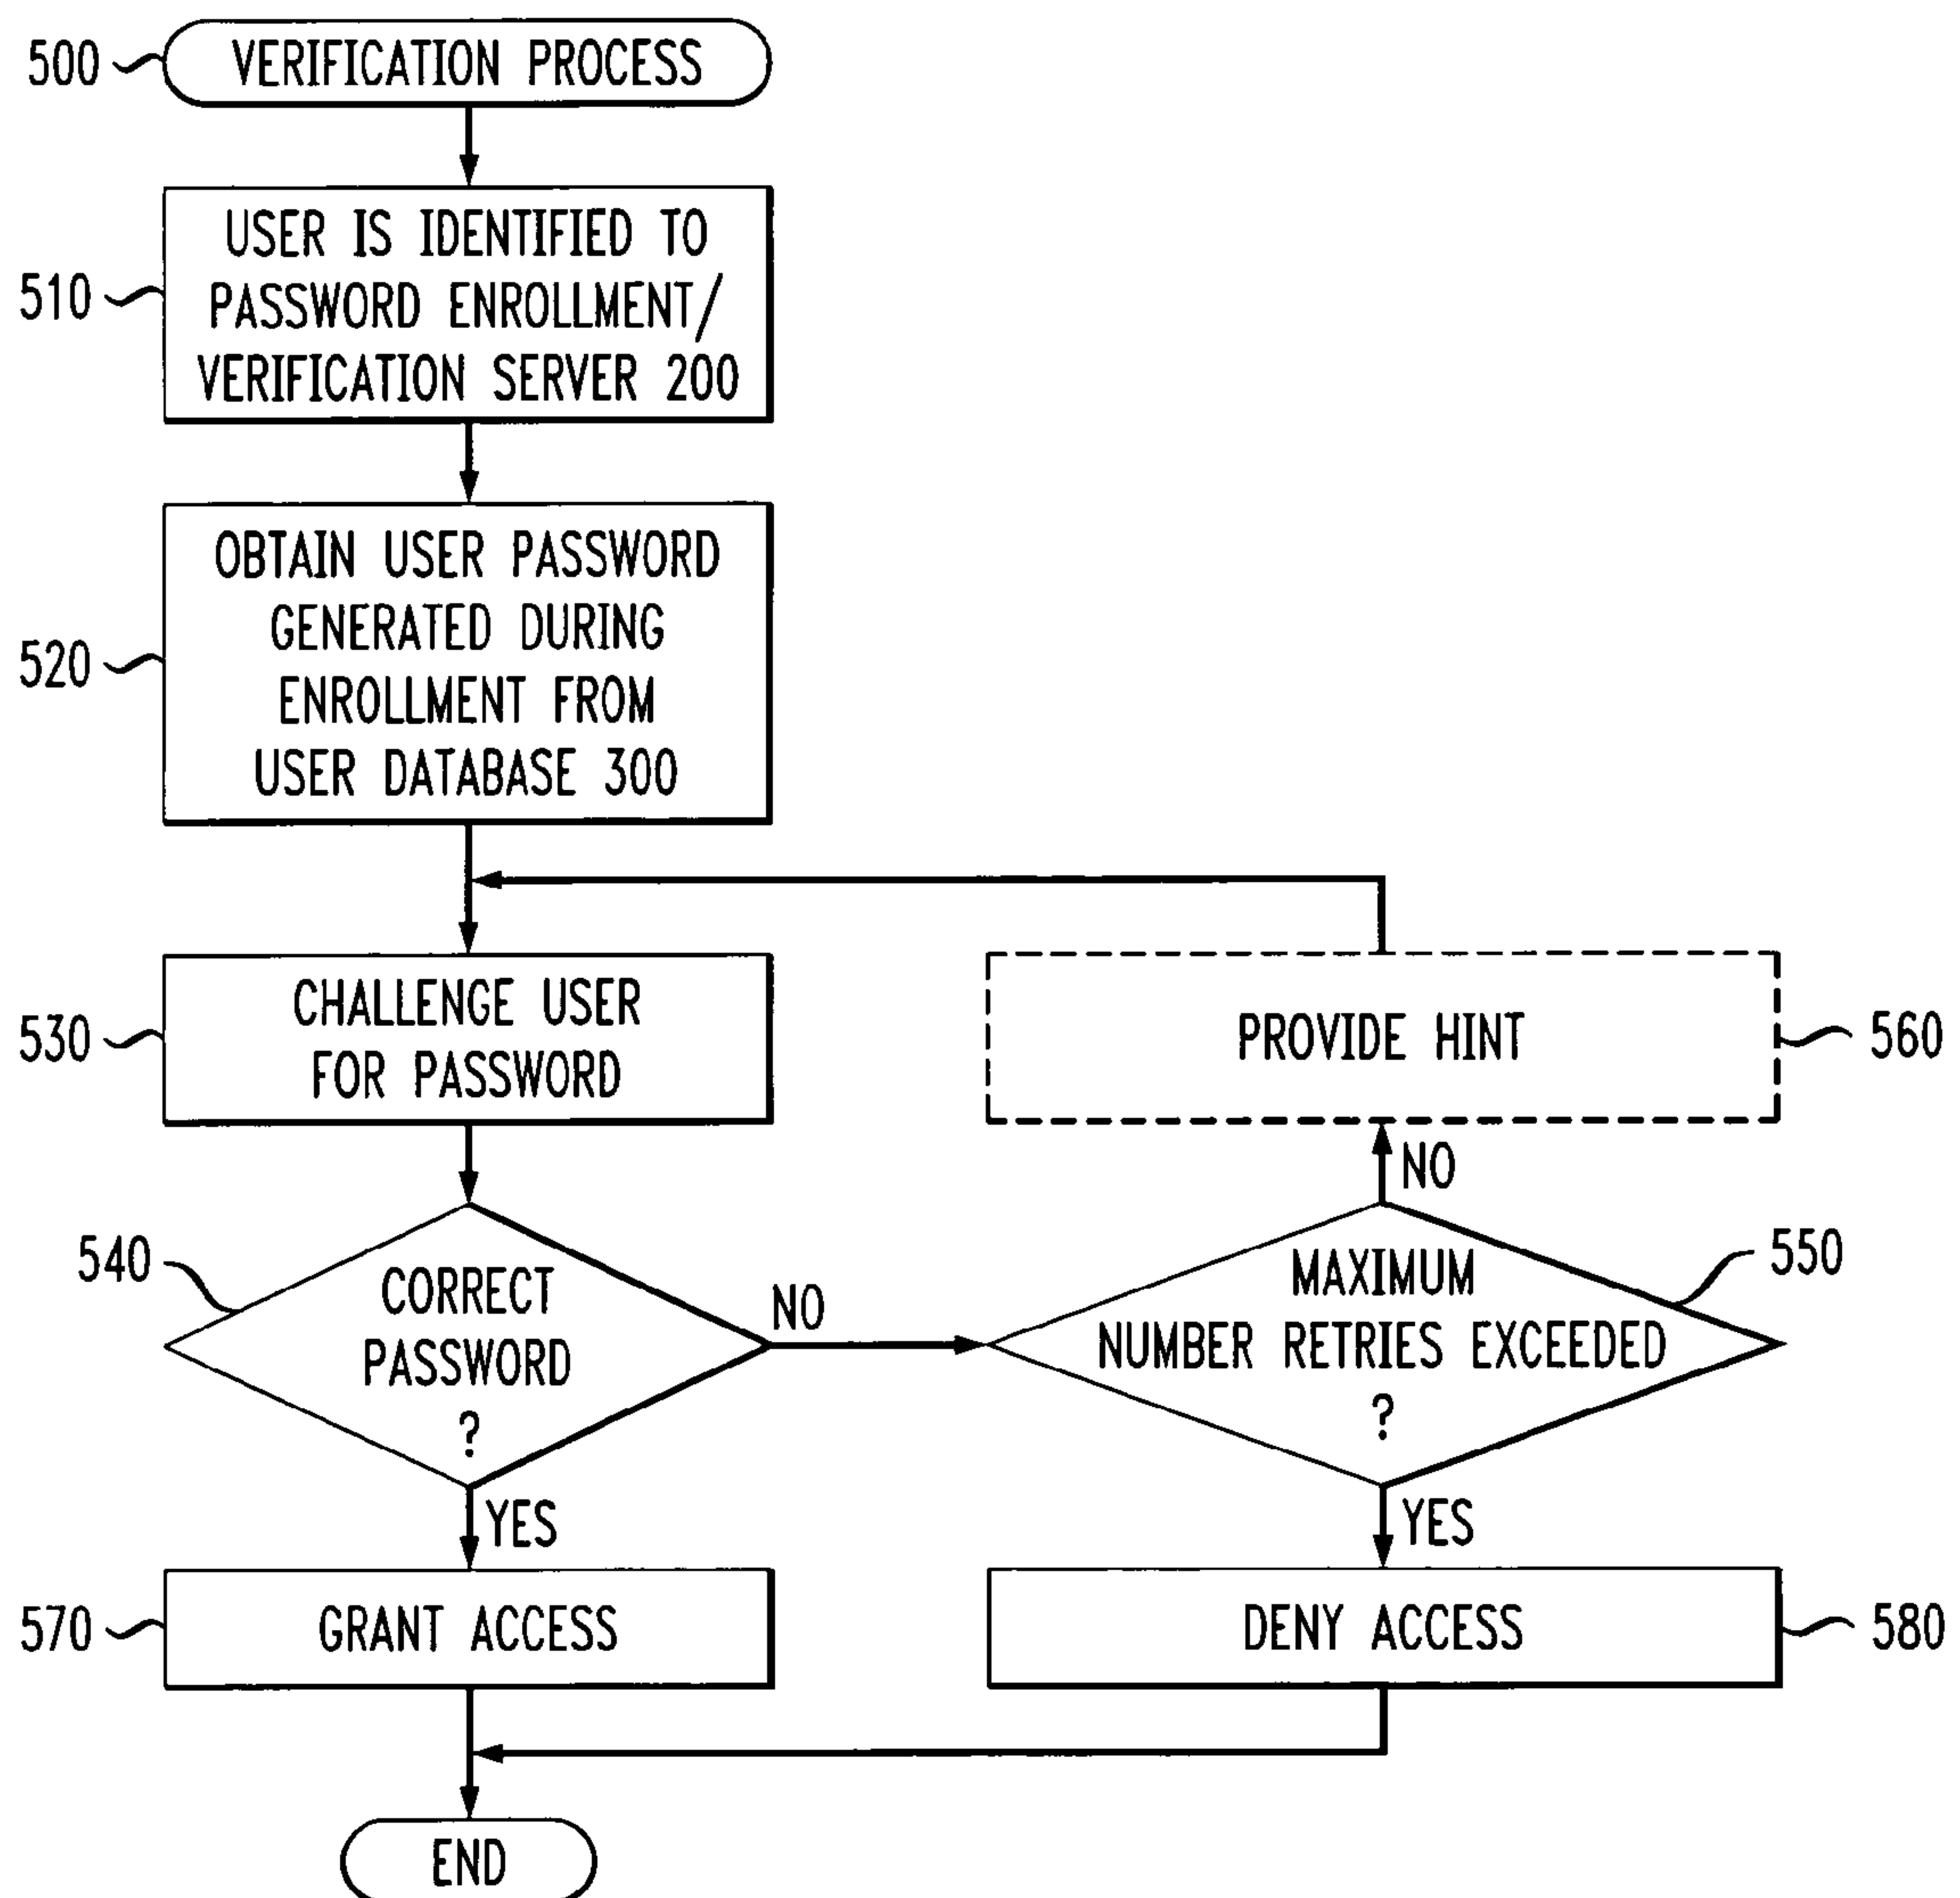 500
VERIFICATION PROCESS
510
USER IS IDENTIFIED TO
PASSWORD ENROLLMENT/
VERIFICATION SERVER 200
520
OBTAIN USER PASSWORD
GENERATED DURING
ENROLLMENT FROM
USER DATABASE 300
530
CHALLENGE USER
FOR PASSWORD
PROVIDE HINT
560
NO
540
CORRECT
PASSWORD
?
NO
550
MAXIMUM
NUMBER RETRIES EXCEEDED
?
YES
YES
570
GRANT ACCESS
DENY ACCESS
580
END